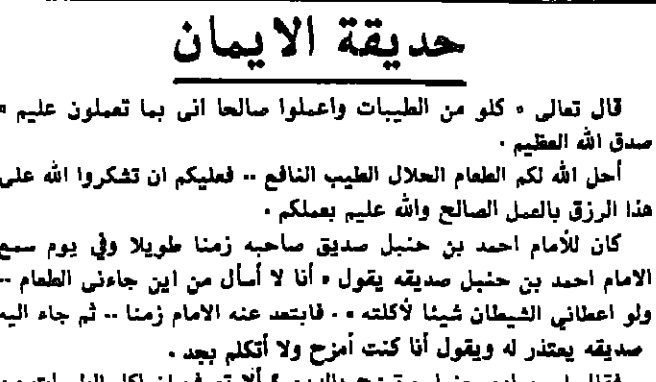 حديقة الايمان
قال تعالى « كلو من الطيبات واعملوا صالحا انى بما تعملون عليم »
صدق الله العظيم .
أحل الله لكم الطعام الحلال الطيب النافع .. فعليكم ان تشكروا الله على
هذا الرزق بالعمل الصالح والله عليم بعملكم .
كان للأمام احمد بن حنبل صديق صاحبه زمنا طويلا وفي يوم سمع
الامام احمد بن حنبل صديقه يقول « أنا لا أسأل من اين جاءنى الطعام ..
ولو اعطاني الشيطان شيئا لأكلته » . فابتعد عنه الامام زمنا .. ثم جاء اليه
صديقه يعتذر له ويقول أنا كنت أمزح ولا أتكلم بجد .